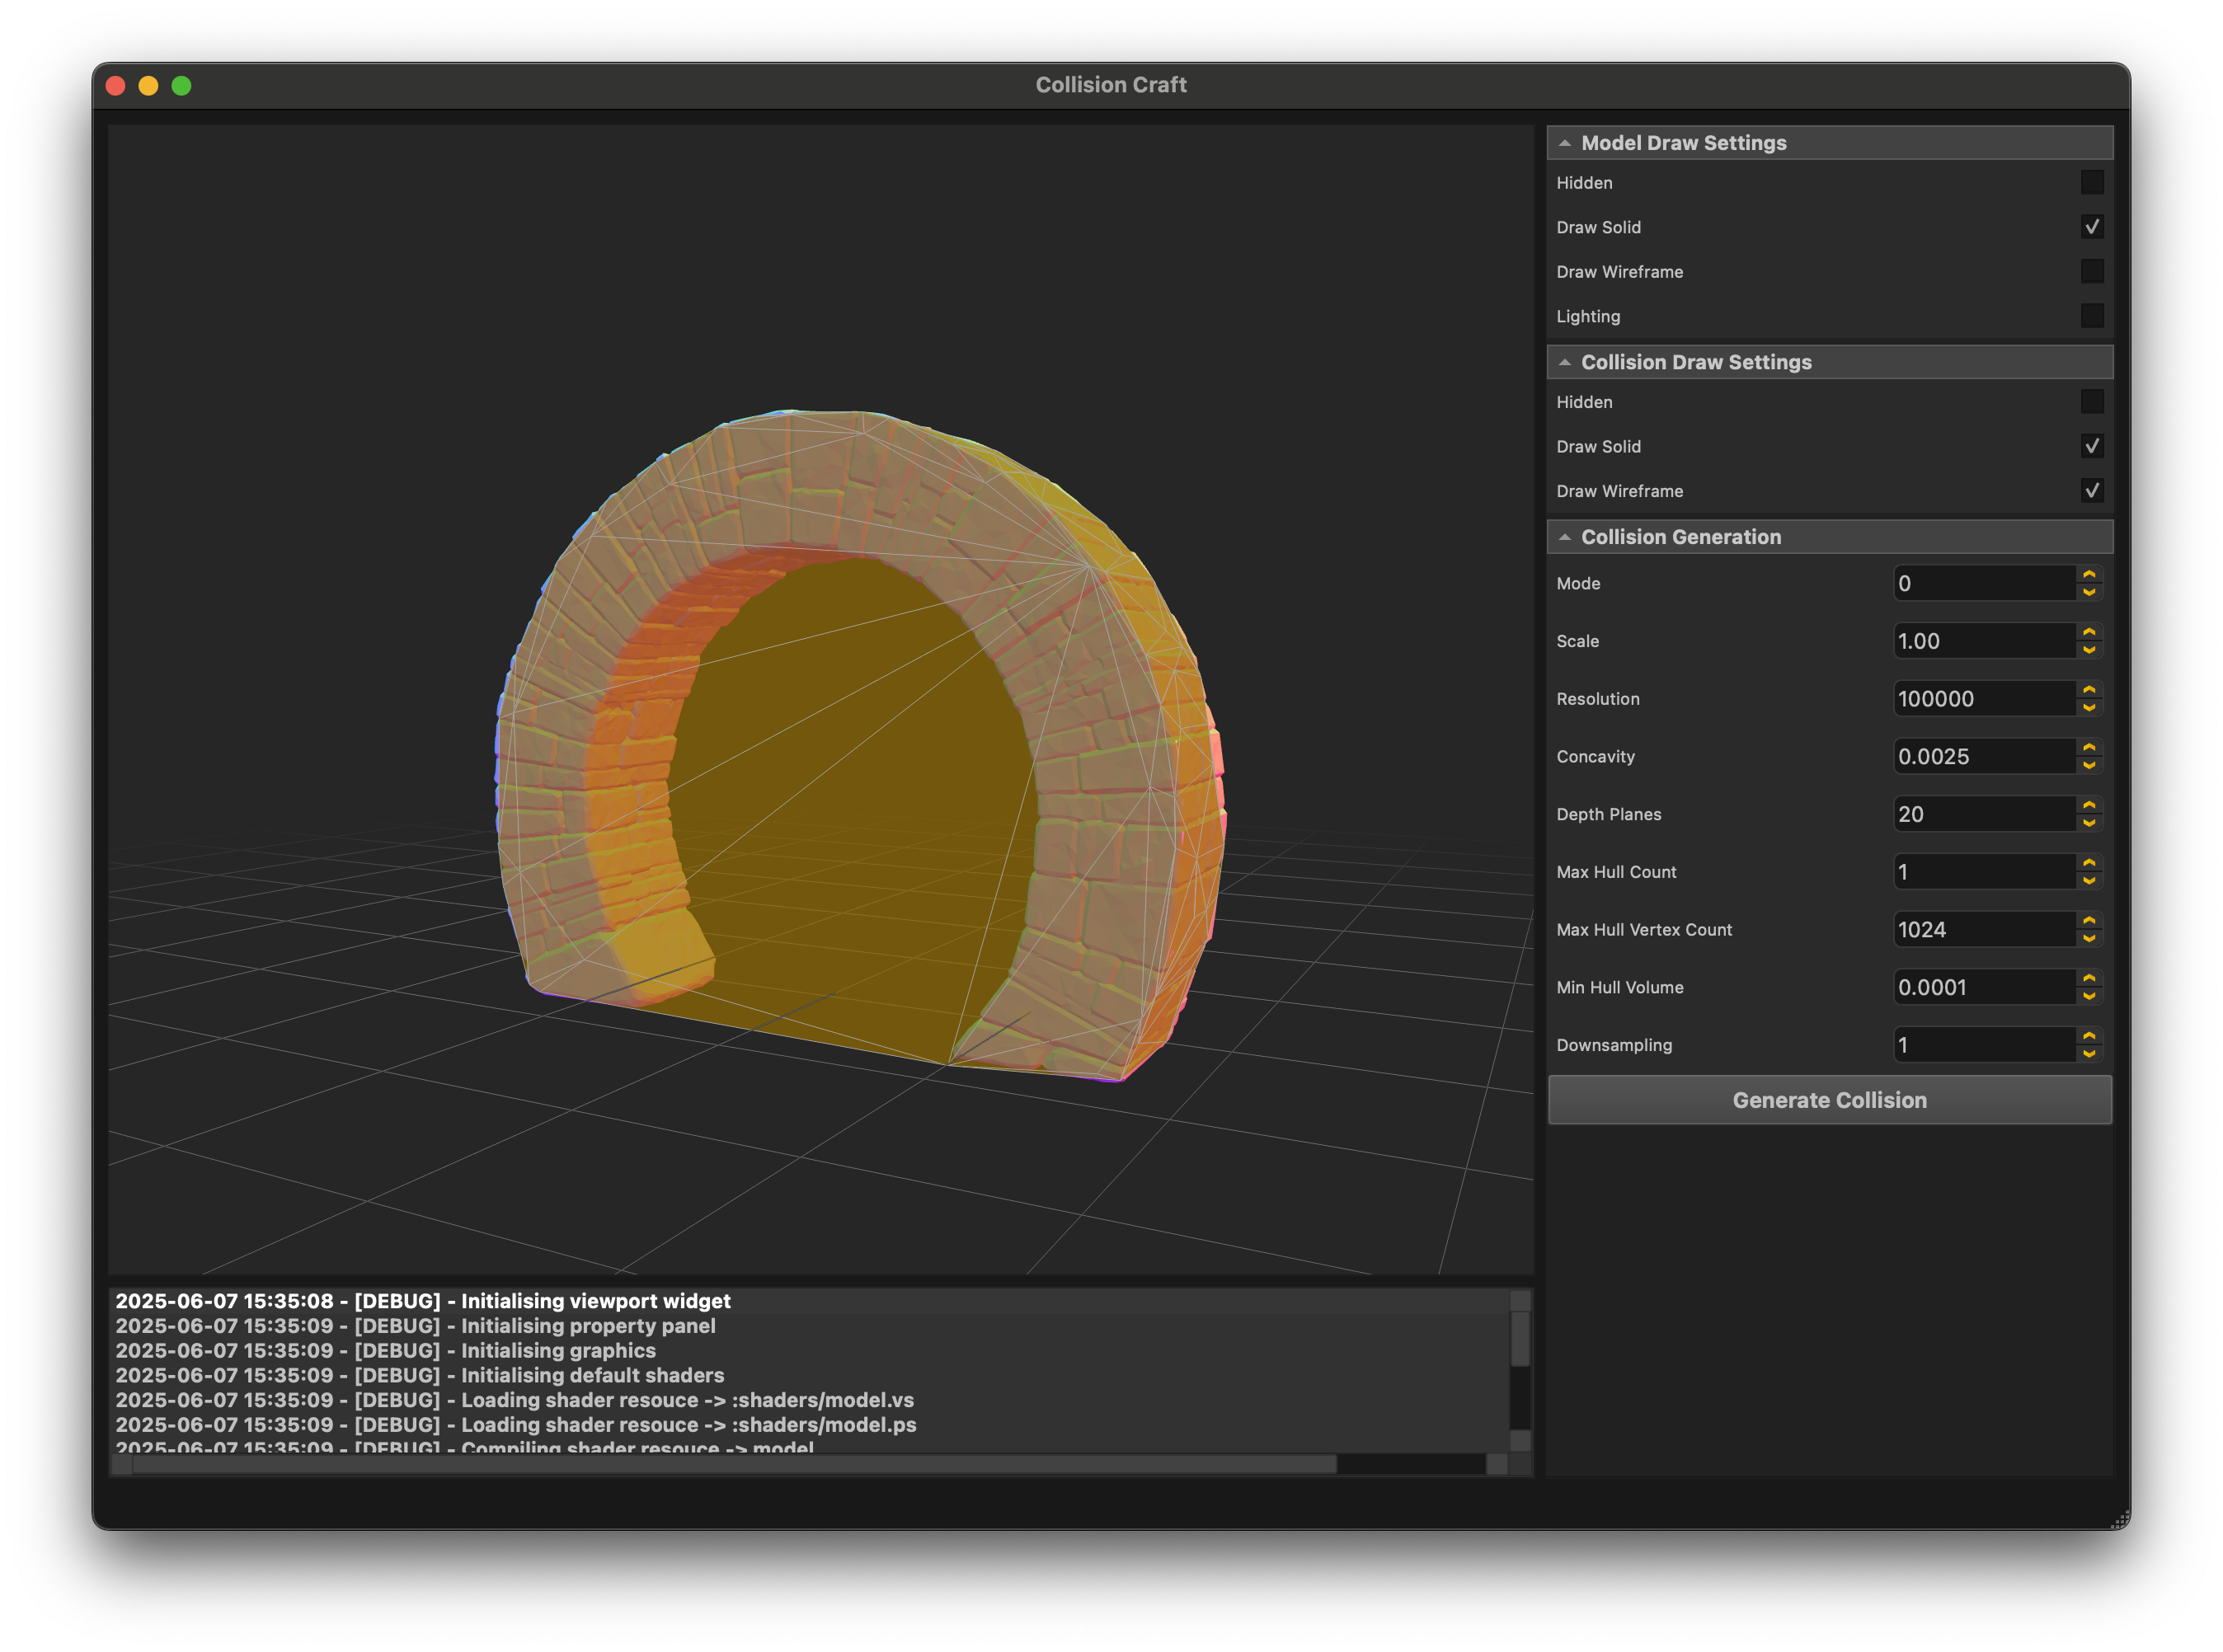 Collision Craft
Model Draw Settings
Hidden
Draw Solid
Draw Wireframe
Lighting
Collision Draw Settings
Hidden
Draw Solid
Draw Wireframe
Collision Generation
Mode 0
Scale 1.00
Resolution 100000
Concavity 0.0025
Depth Planes 20
Max Hull Count 1
Max Hull Vertex Count 1024
Min Hull Volume 0.0001
Downsampling 1
Generate Collision
2025-06-07 15:35:08 - [DEBUG] - Initialising viewport widget
2025-06-07 15:35:09 - [DEBUG] - Initialising property panel
2025-06-07 15:35:09 - [DEBUG] - Initialising graphics
2025-06-07 15:35:09 - [DEBUG] - Initialising default shaders
2025-06-07 15:35:09 - [DEBUG] - Loading shader resouce -> :shaders/model.vs
2025-06-07 15:35:09 - [DEBUG] - Loading shader resouce -> :shaders/model.ps
2025-06-07 15:35:09 - [DEBUG] - Compiling shader resouce -> model